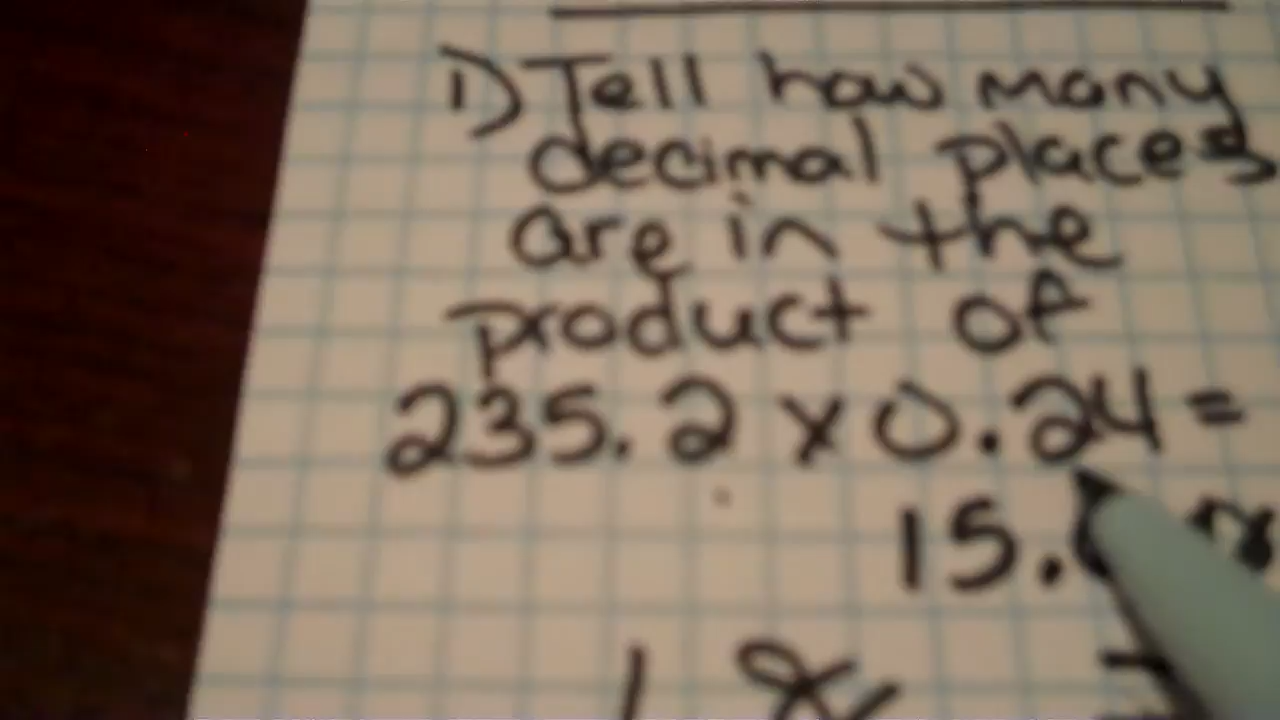 1) Tell how many
decimal places
are in the
product of
235.2 x 0.24 =
15.